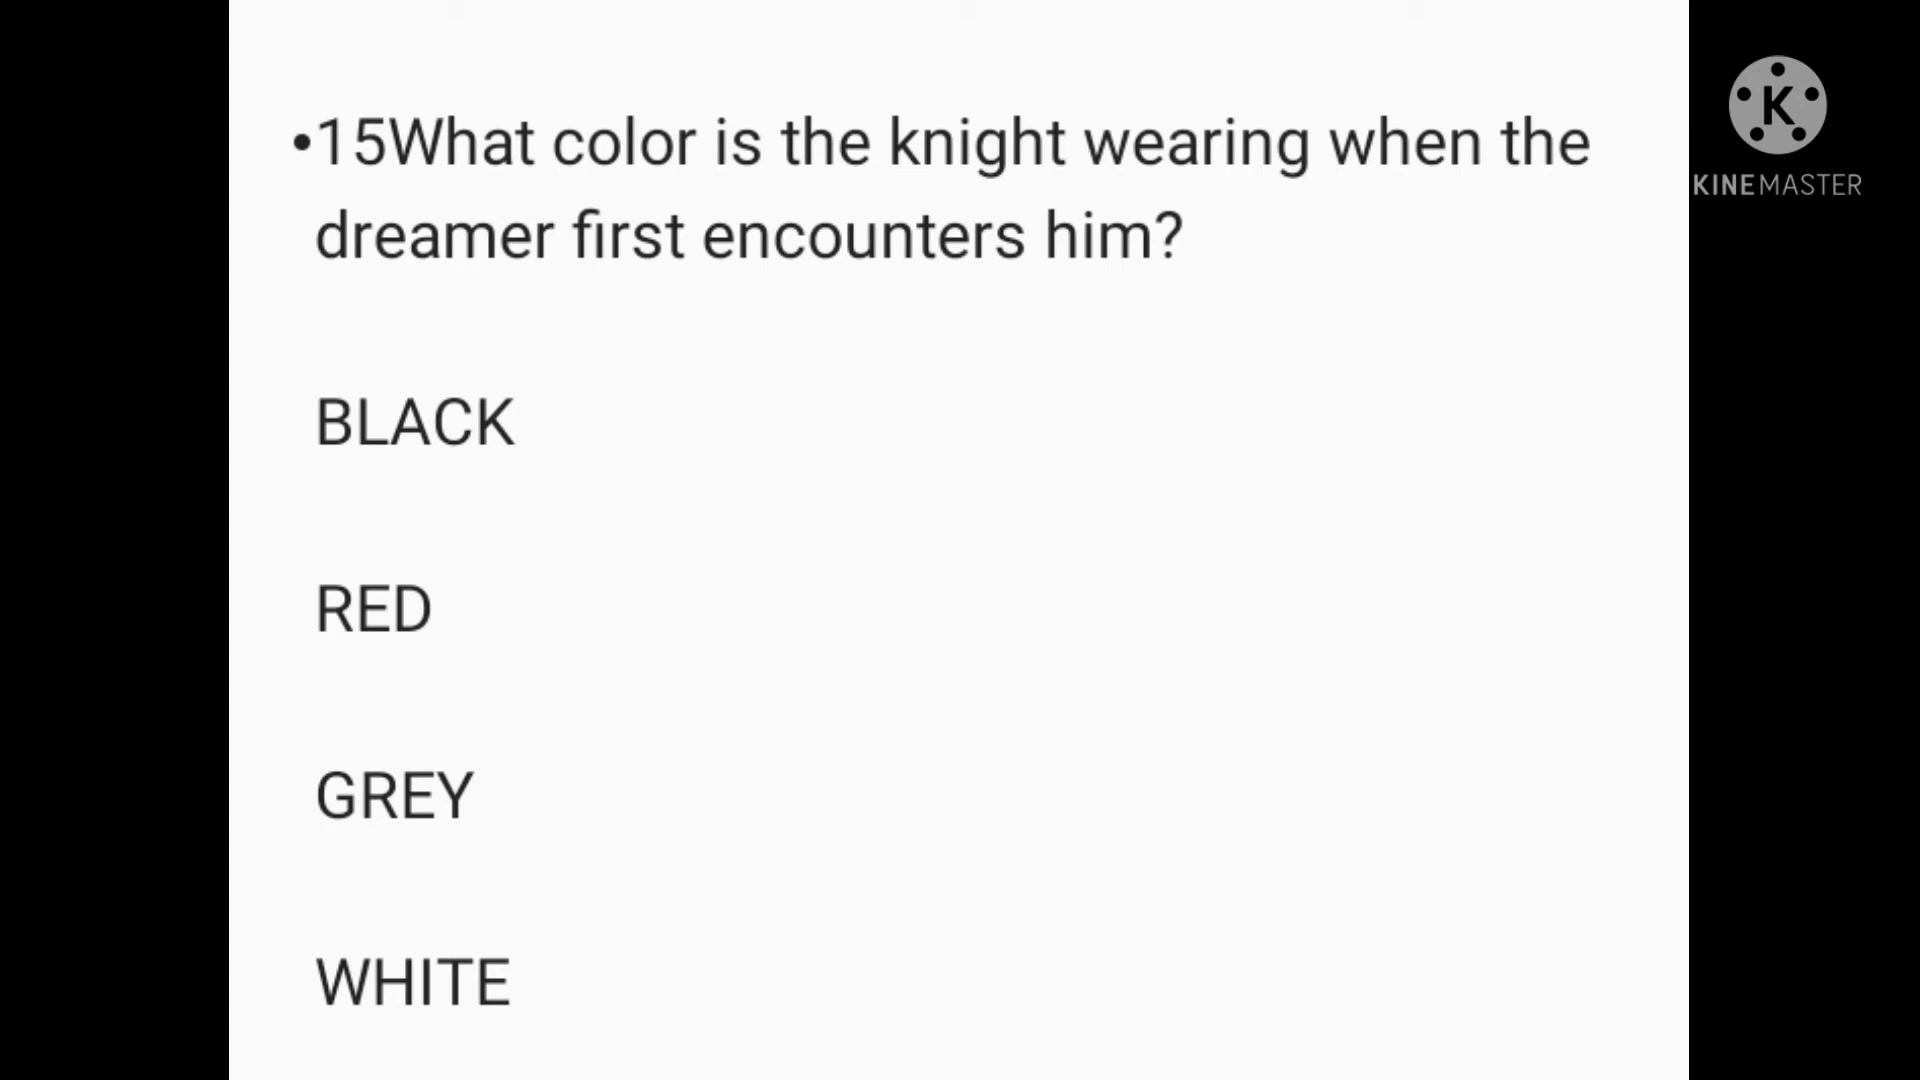 •15What color is the knight wearing when the
dreamer first encounters him?
BLACK
RED
GREY
WHITE
K
KINEMASTER